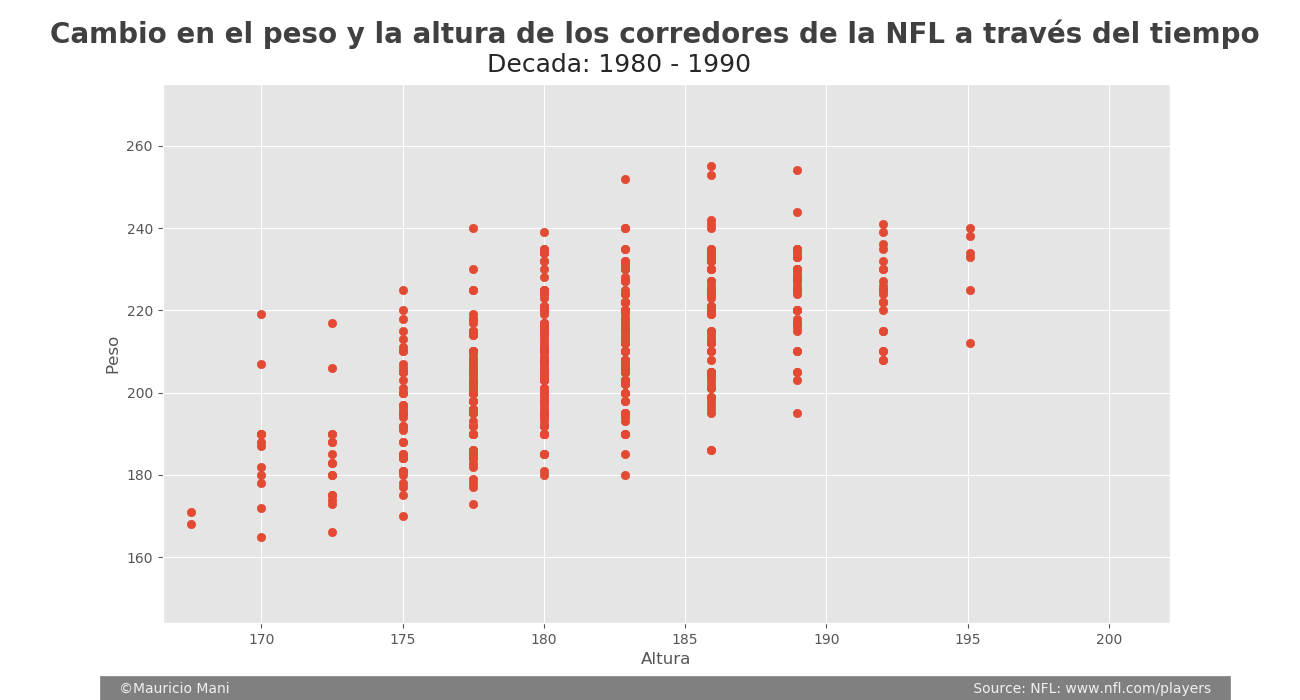 Cambio en el peso y la altura de los corredores de la NFL a través del tiempo
Decada: 1980 - 1990
260
240
220
200
180
160
Peso
170 175 180 185 190 195 200
Altura
©Mauricio Mani Source: NFL: www.nfl.com/players